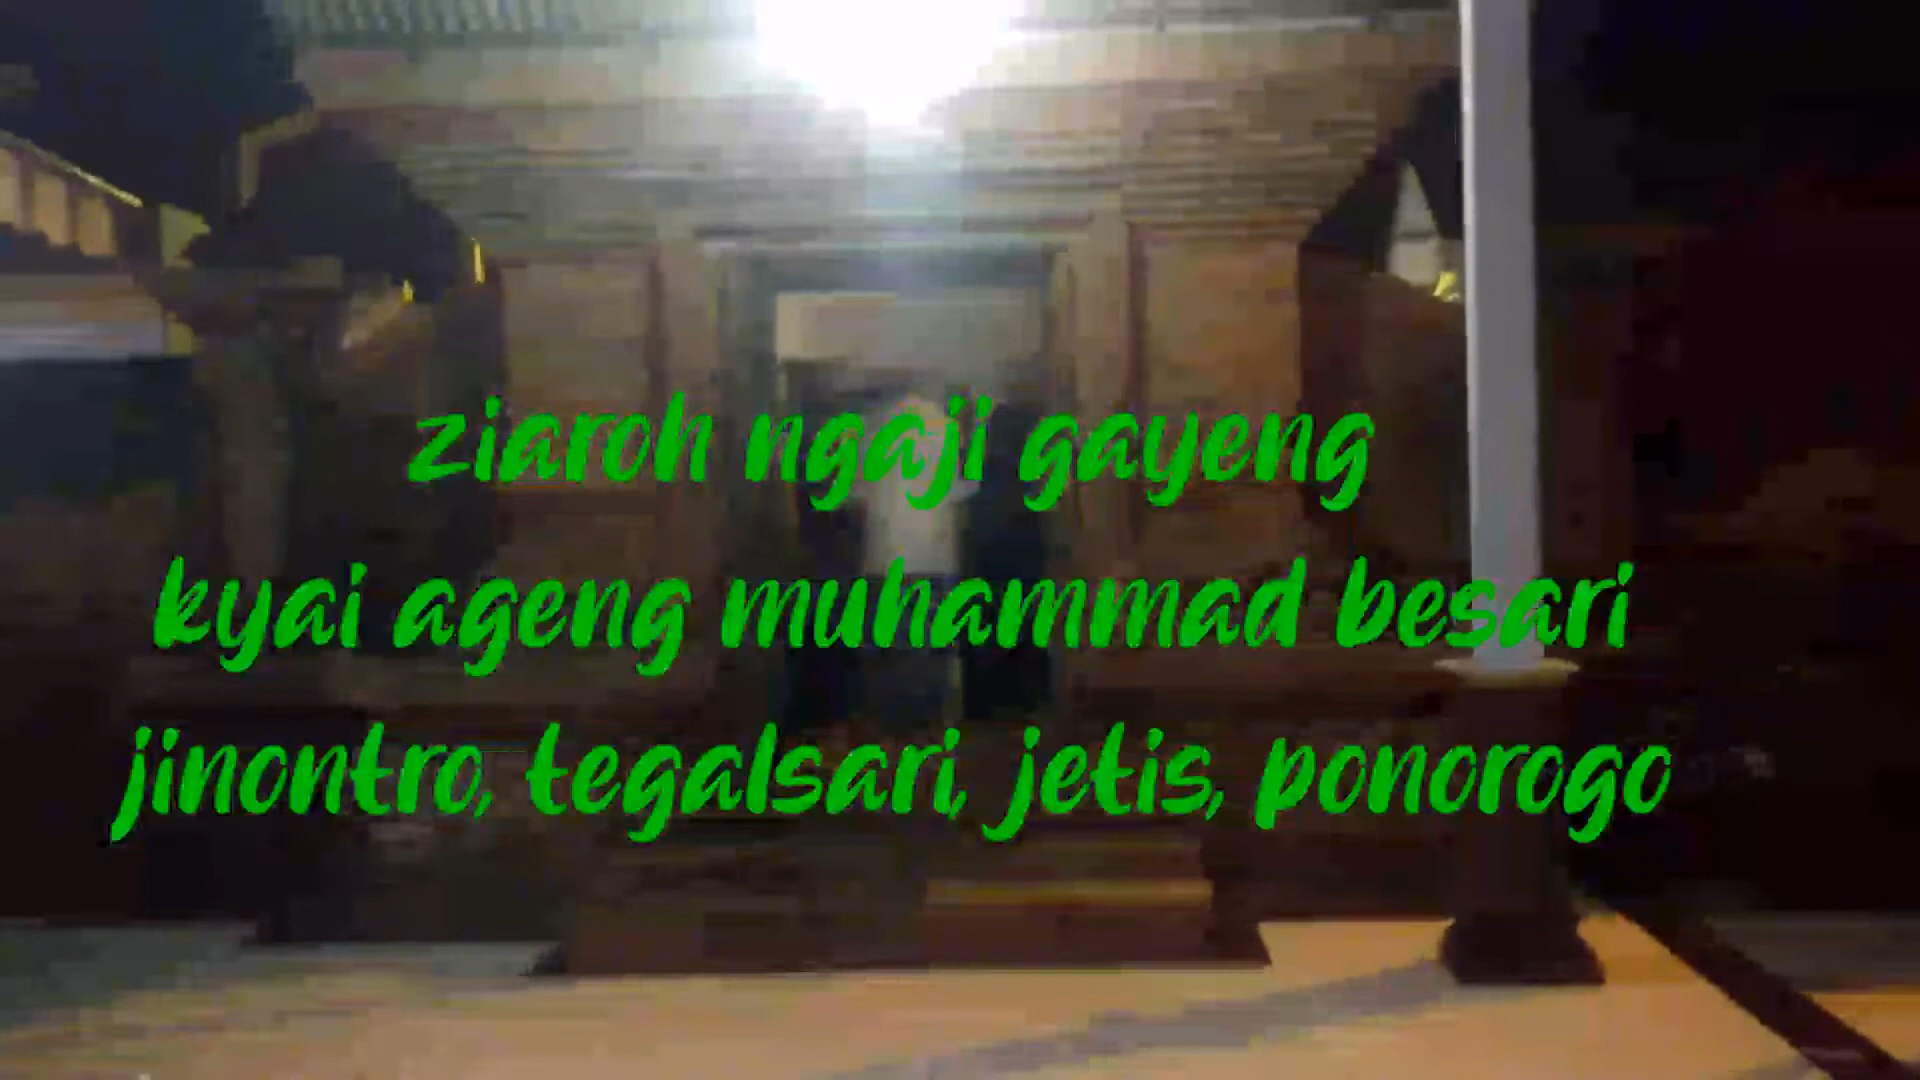 ziaroh ngaji gayeng
kyai ageng muhammad besari
jinontro, tegalsari, jetis, ponorogo